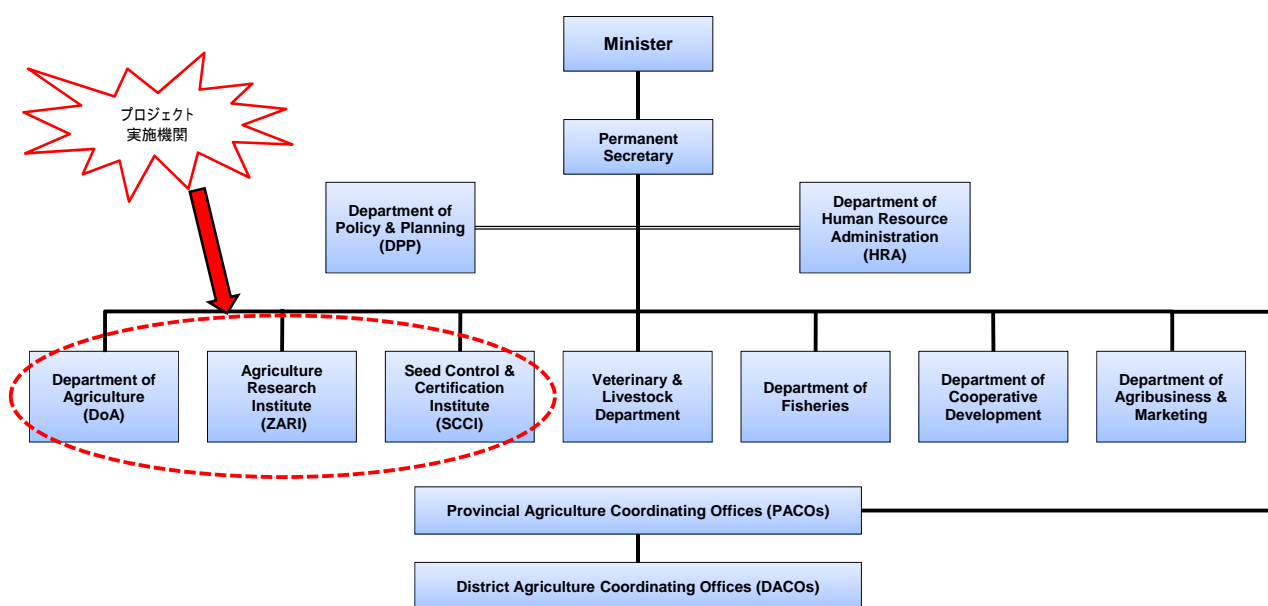 Minister
プロジェクト
実施機関
Permanent
Secretary
Department of
Policy & Planning
(DPP)
Department of
Human Resource
Administration
(HRA)
Department of
Agriculture
(DoA)
Agriculture
Research
Institute
(ZARI)
Seed Control &
Certification
Institute
(SCCI)
Veterinary &
Livestock
Department
Department of
Fisheries
Department of
Cooperative
Development
Department of
Agribusiness &
Marketing
Provincial Agriculture Coordinating Offices (PACOs)
District Agriculture Coordinating Offices (DACOs)